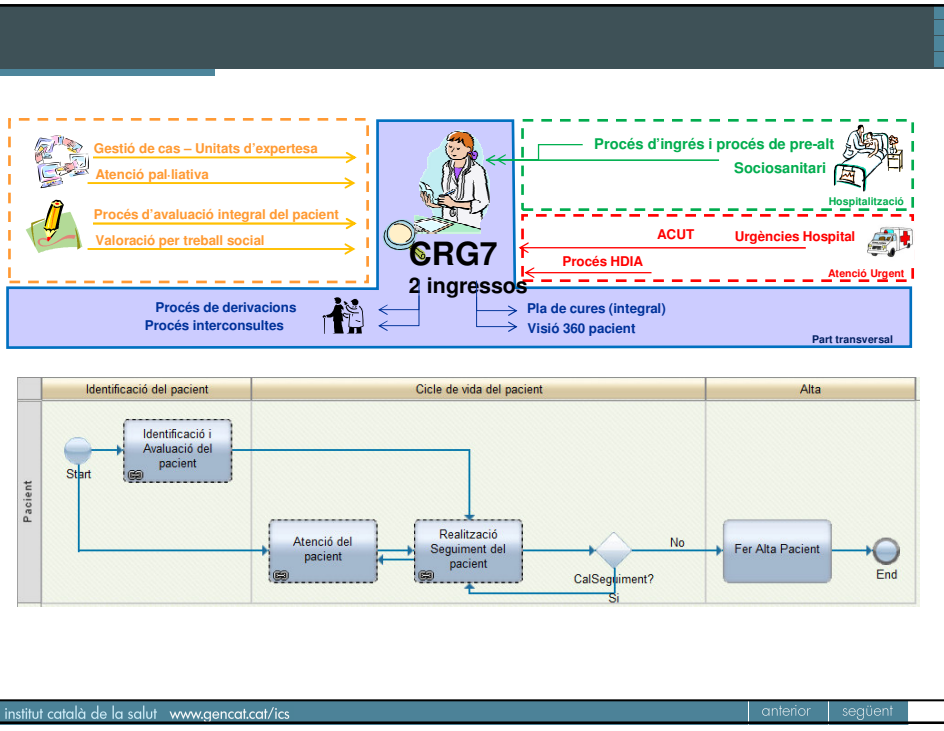 Gestió de cas – Unitats d'expertesa
Atenció pal·liativa
Procés d'avaluació integral del pacient
Valoració per treball social
CRG7
2 ingressos
Procés d'ingrés i procés de pre-alt
Sociosanitari
Hospitalització
ACUT
Urgències Hospital
Procés HDIA
Atenció Urgent
Procés de derivacions
Procés interconsultes
Pla de cures (integral)
Visió 360 pacient
Part transversal
Identificació del pacient
Cicle de vida del pacient
Alta
Pacient
Start
Identificació i
Avaluació del
pacient
Atenció del
pacient
Realització
Seguiment del
pacient
CalSeguiment?
Si
No
Fer Alta Pacient
End
institut català de la salut www.gencat.cat/ics
anterior
següent